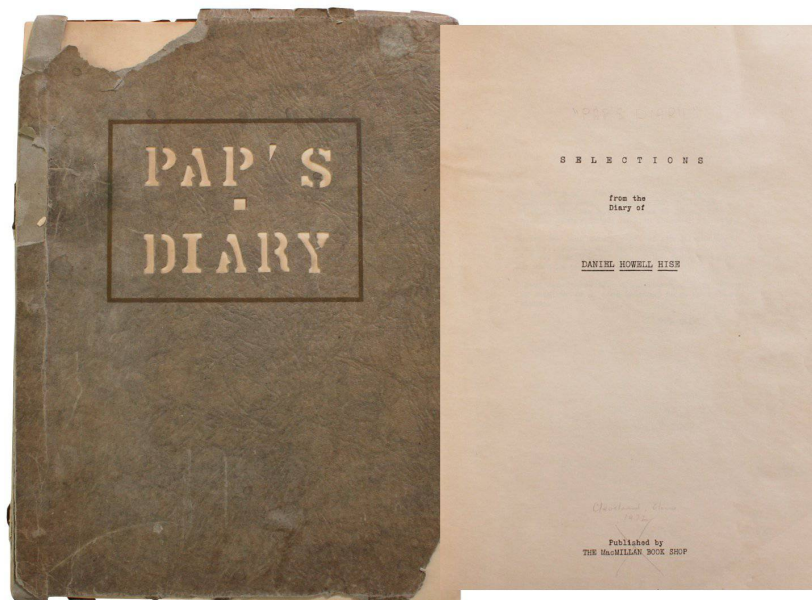 PAP'S
DIARY
SELECTIONS
from the
Diary of
DANIEL HOWELL HISE
Published by
THE MacMILLAN BOOK SHOP